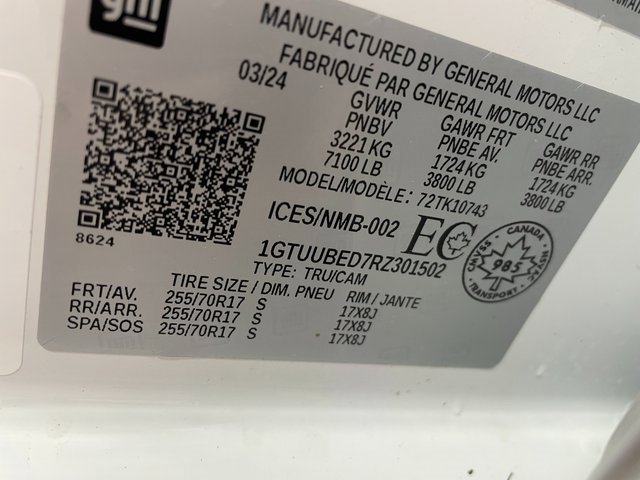 gm
MANUFACTURED BY GENERAL MOTORS LLC
FABRIQUÉ PAR GENERAL MOTORS LLC
03/24
GVWR GAWR FRT GAWR RR
PNBV PNBE AV. PNBE ARR.
3221 KG 1724 KG 1724 KG
7100 LB 3800 LB 3800 LB
MODEL/MODÈLE: 72TK10743
ICES/NMB-002 EC
8624
1GTUUBED7RZ301502
TYPE: TRU/CAM
CANADA
985
TRANSPORT
TIRE SIZE / DIM. PNEU RIM / JANTE
FRT/AV. 255/70R17 S 17X8J
RR/ARR. 255/70R17 S 17X8J
SPA/SOS 255/70R17 S 17X8J